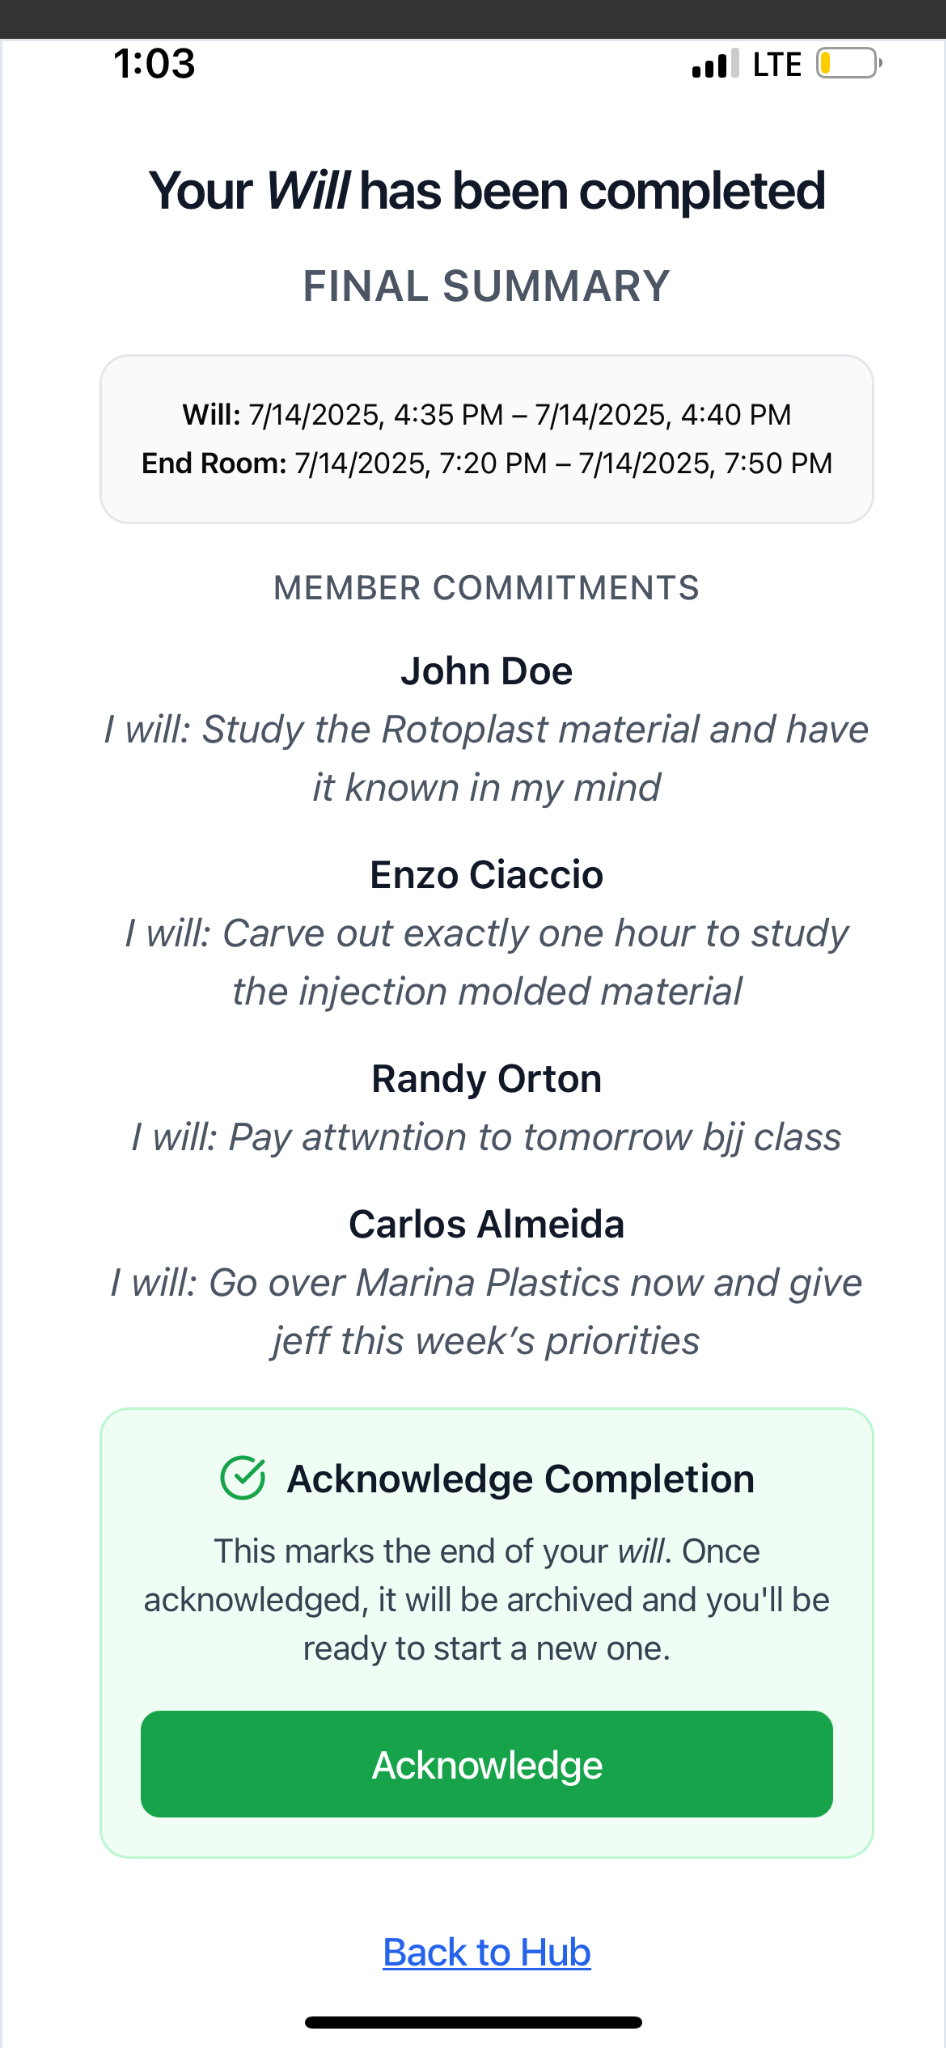 1:03
LTE
Your Will has been completed
FINAL SUMMARY
Will: 7/14/2025, 4:35 PM – 7/14/2025, 4:40 PM
End Room: 7/14/2025, 7:20 PM – 7/14/2025, 7:50 PM
MEMBER COMMITMENTS
John Doe
I will: Study the Rotoplast material and have
it known in my mind
Enzo Ciaccio
I will: Carve out exactly one hour to study
the injection molded material
Randy Orton
I will: Pay attwntion to tomorrow bjj class
Carlos Almeida
I will: Go over Marina Plastics now and give
jeff this week’s priorities
Acknowledge Completion
This marks the end of your will. Once
acknowledged, it will be archived and you'll be
ready to start a new one.
Acknowledge
Back to Hub